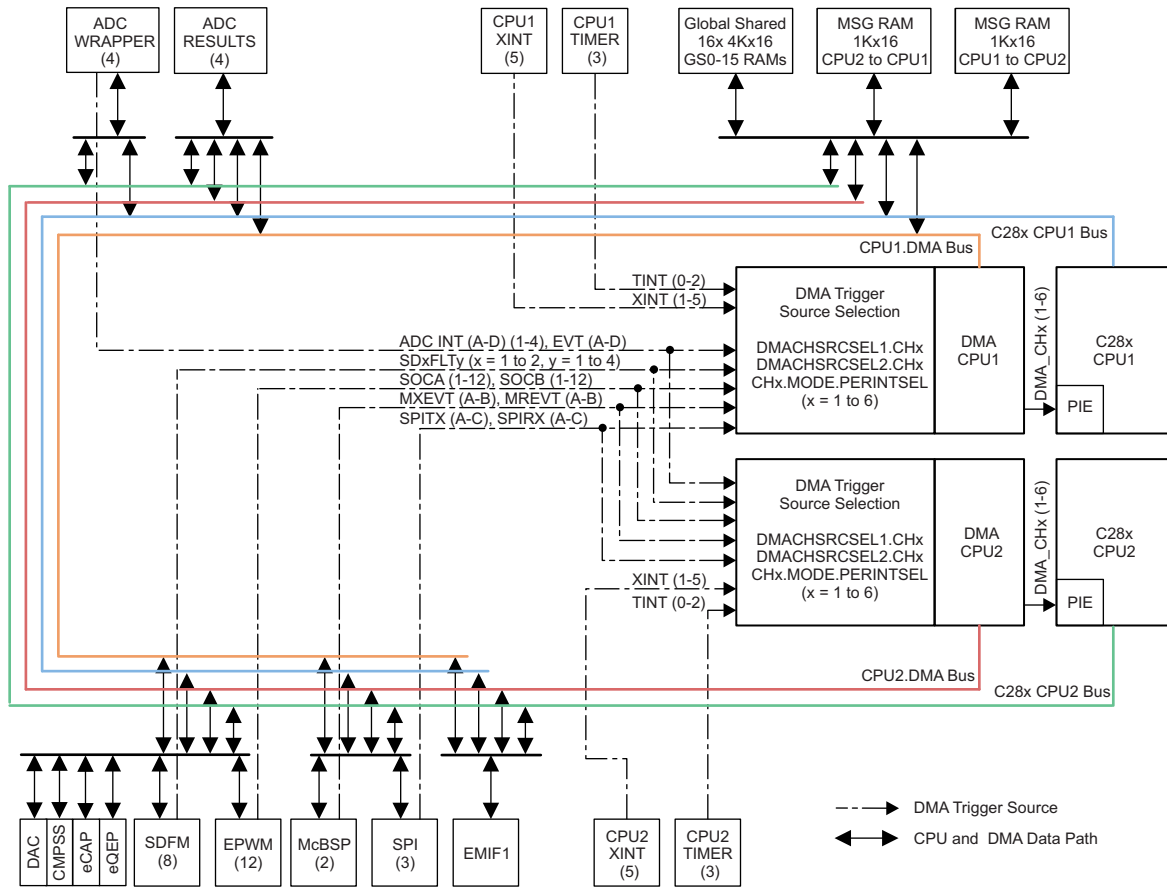 ADC
WRAPPER
(4)
ADC
RESULTS
(4)
CPU1
XINT
(5)
CPU1
TIMER
(3)
Global Shared
16x 4Kx16
GS0-15 RAMs
MSG RAM
1Kx16
CPU2 to CPU1
MSG RAM
1Kx16
CPU1 to CPU2
C28x CPU1 Bus
CPU1.DMA Bus
TINT (0-2)
XINT (1-5)
ADC INT (A-D) (1-4), EVT (A-D)
SDxFLTy (x = 1 to 2, y = 1 to 4)
SOCA (1-12), SOCB (1-12)
MXEVT (A-B), MREVT (A-B)
SPITX (A-C), SPIRX (A-C)
DMA Trigger
Source Selection
DMACHSRCSEL1.CHx
DMACHSRCSEL2.CHx
CHx.MODE.PERINTSEL
(x = 1 to 6)
DMA
CPU1
DMA_CHx (1-6)
C28x
CPU1
PIE
DMA Trigger
Source Selection
DMACHSRCSEL1.CHx
DMACHSRCSEL2.CHx
CHx.MODE.PERINTSEL
(x = 1 to 6)
DMA
CPU2
DMA_CHx (1-6)
C28x
CPU2
PIE
XINT (1-5)
TINT (0-2)
CPU2.DMA Bus
C28x CPU2 Bus
DAC
CMPSS
eCAP
eQEP
SDFM
(8)
EPWM
(12)
McBSP
(2)
SPI
(3)
EMIF1
CPU2
XINT
(5)
CPU2
TIMER
(3)
DMA Trigger Source
CPU and DMA Data Path